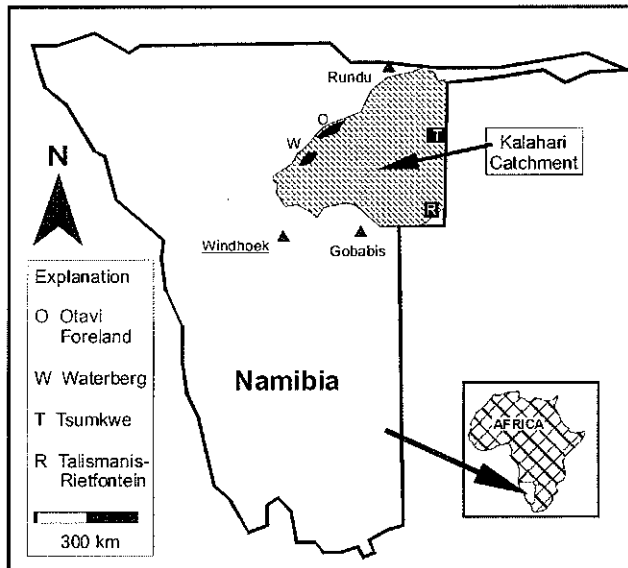 Rundu
O
W
T
Kalahari
Catchment
R
N
Windhoek
Gobabis
Explanation
O Otavi
Foreland
W Waterberg
T Tsumkwe
R Talismanis-
Rietfontein
300 km
Namibia
AFRICA